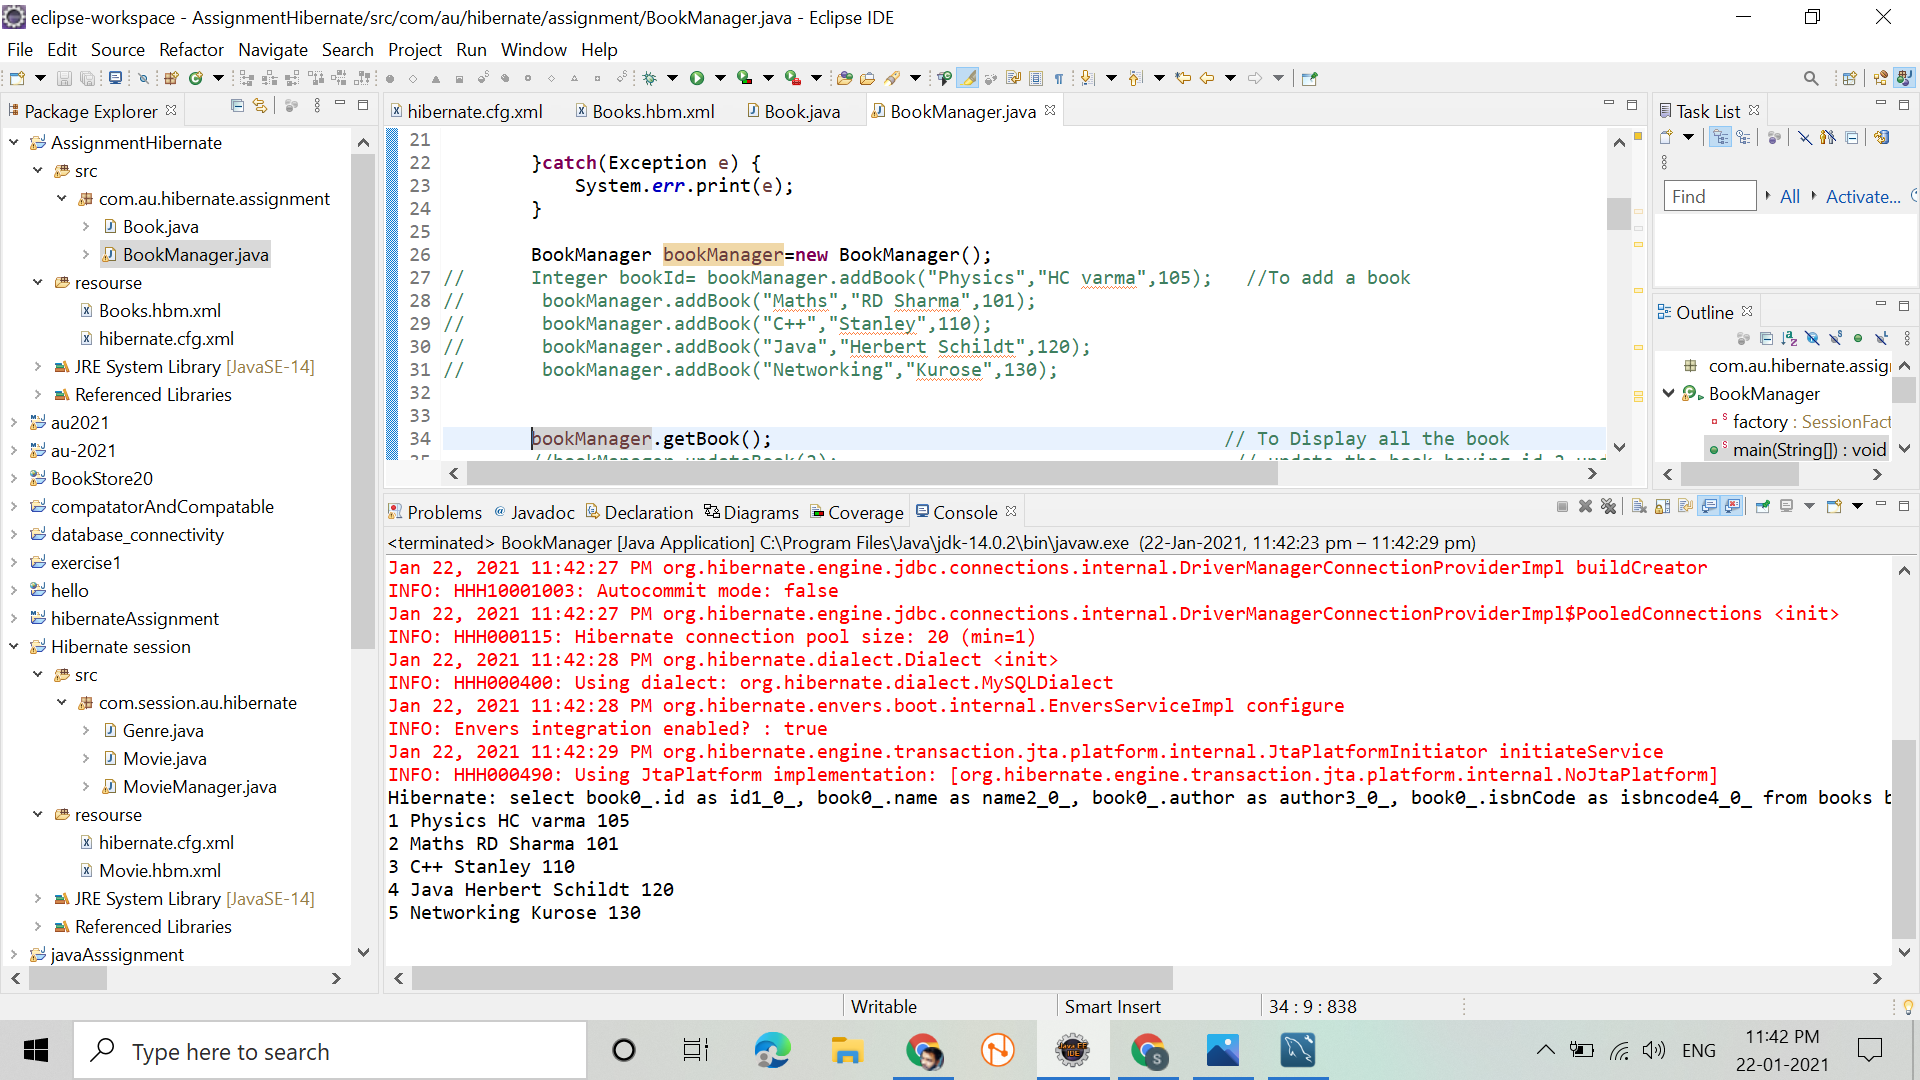 eclipse-workspace - AssignmentHibernate/src/com/au/hibernate/assignment/BookManager.java - Eclipse IDE
File Edit Source Refactor Navigate Search Project Run Window Help
Package Explorer
AssignmentHibernate
src
com.au.hibernate.assignment
Book.java
BookManager.java
resourse
Books.hbm.xml
hibernate.cfg.xml
JRE System Library [JavaSE-14]
Referenced Libraries
au2021
au-2021
BookStore20
compatatorAndCompatable
database_connectivity
exercise1
hello
hibernateAssignment
Hibernate session
src
com.session.au.hibernate
Genre.java
Movie.java
MovieManager.java
resourse
hibernate.cfg.xml
Movie.hbm.xml
JRE System Library [JavaSE-14]
Referenced Libraries
javaAsssignment
hibernate.cfg.xml Books.hbm.xml Book.java BookManager.java
21
22 }catch(Exception e) {
23 System.err.print(e);
24 }
25
26 BookManager bookManager=new BookManager();
27 // Integer bookId= bookManager.addBook("Physics","HC varma",105); //To add a book
28 // bookManager.addBook("Maths","RD Sharma",101);
29 // bookManager.addBook("C++","Stanley",110);
30 // bookManager.addBook("Java","Herbert Schildt",120);
31 // bookManager.addBook("Networking","Kurose",130);
32
33
34 bookManager.getBook(); // To Display all the book
35 //bookManager.updateBook(2); // update the book having id 2
Task List
Find All Activate...
Outline
com.au.hibernate.assig
BookManager
factory : SessionFact
main(String[]) : void
Problems @ Javadoc Declaration Diagrams Coverage Console
<terminated> BookManager [Java Application] C:\Program Files\Java\jdk-14.0.2\bin\javaw.exe (22-Jan-2021, 11:42:23 pm – 11:42:29 pm)
Jan 22, 2021 11:42:27 PM org.hibernate.engine.jdbc.connections.internal.DriverManagerConnectionProviderImpl buildCreator
INFO: HHH10001003: Autocommit mode: false
Jan 22, 2021 11:42:27 PM org.hibernate.engine.jdbc.connections.internal.DriverManagerConnectionProviderImpl$PooledConnections <init>
INFO: HHH000115: Hibernate connection pool size: 20 (min=1)
Jan 22, 2021 11:42:28 PM org.hibernate.dialect.Dialect <init>
INFO: HHH000400: Using dialect: org.hibernate.dialect.MySQLDialect
Jan 22, 2021 11:42:28 PM org.hibernate.envers.boot.internal.EnversServiceImpl configure
INFO: Envers integration enabled? : true
Jan 22, 2021 11:42:29 PM org.hibernate.engine.transaction.jta.platform.internal.JtaPlatformInitiator initiateService
INFO: HHH000490: Using JtaPlatform implementation: [org.hibernate.engine.transaction.jta.platform.internal.NoJtaPlatform]
Hibernate: select book0_.id as id1_0_, book0_.name as name2_0_, book0_.author as author3_0_, book0_.isbnCode as isbncode4_0_ from books b
1 Physics HC varma 105
2 Maths RD Sharma 101
3 C++ Stanley 110
4 Java Herbert Schildt 120
5 Networking Kurose 130
Writable Smart Insert 34 : 9 : 838
Type here to search
ENG
11:42 PM
22-01-2021